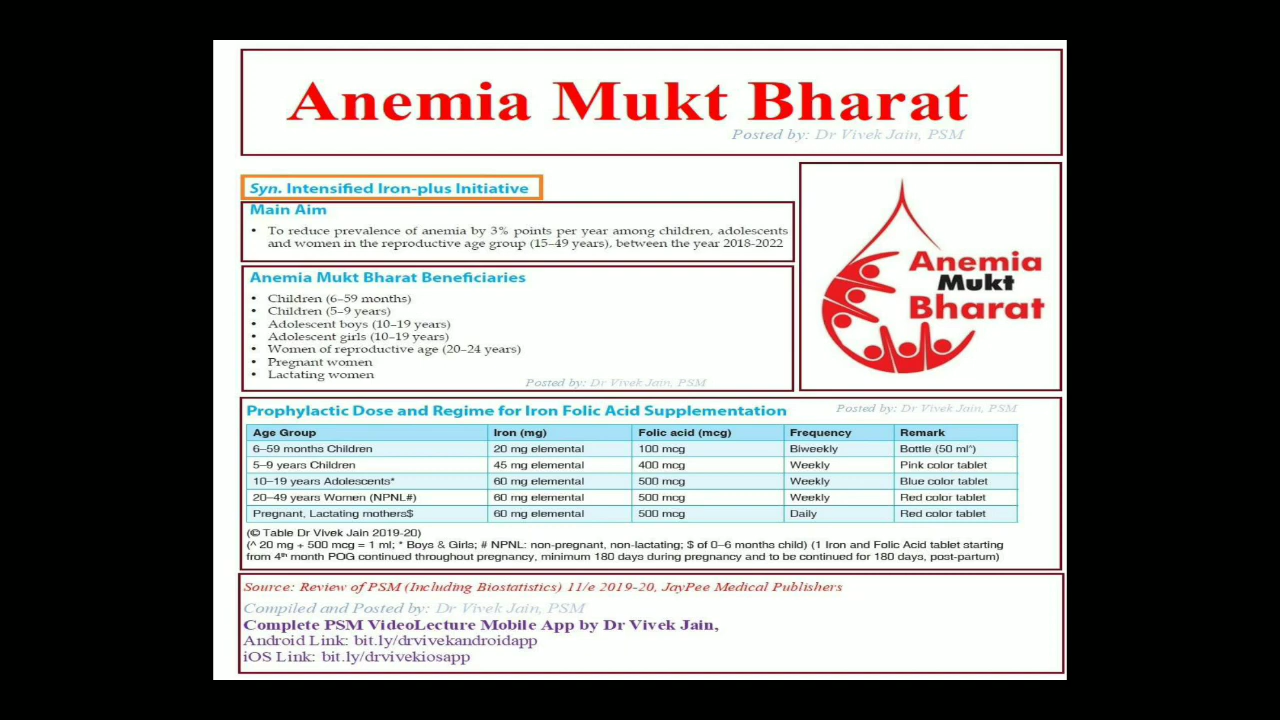 Anemia Mukt Bharat
Posted by: Dr Vivek Jain, PSM
Syn. Intensified Iron-plus Initiative
Main Aim
• To reduce prevalence of anemia by 3% points per year among children, adolescents
and women in the reproductive age group (15–49 years), between the year 2018-2022
Anemia Mukt Bharat Beneficiaries
• Children (6–59 months)
• Children (5–9 years)
• Adolescent boys (10–19 years)
• Adolescent girls (10–19 years)
• Women of reproductive age (20–24 years)
• Pregnant women
• Lactating women
Posted by: Dr Vivek Jain, PSM
Anemia
Mukt
Bharat
Prophylactic Dose and Regime for Iron Folic Acid Supplementation
Posted by: Dr Vivek Jain, PSM
Age Group Iron (mg) Folic acid (mcg) Frequency Remark
6–59 months Children 20 mg elemental 100 mcg Biweekly Bottle (50 ml^)
5–9 years Children 45 mg elemental 400 mcg Weekly Pink color tablet
10–19 years Adolescents* 60 mg elemental 500 mcg Weekly Blue color tablet
20–49 years Women (NPNL#) 60 mg elemental 500 mcg Weekly Red color tablet
Pregnant, Lactating mothers$ 60 mg elemental 500 mcg Daily Red color tablet
(© Table Dr Vivek Jain 2019-20)
(^ 20 mg + 500 mcg = 1 ml; * Boys & Girls; # NPNL: non-pregnant, non-lactating; $ of 0–6 months child) (1 Iron and Folic Acid tablet starting
from 4th month POG continued throughout pregnancy, minimum 180 days during pregnancy and to be continued for 180 days, post-partum)
Source: Review of PSM (Including Biostatistics) 11/e 2019-20, JayPee Medical Publishers
Compiled and Posted by: Dr Vivek Jain, PSM
Complete PSM VideoLecture Mobile App by Dr Vivek Jain,
Android Link: bit.ly/drvivekandroidapp
iOS Link: bit.ly/drvivekiosapp